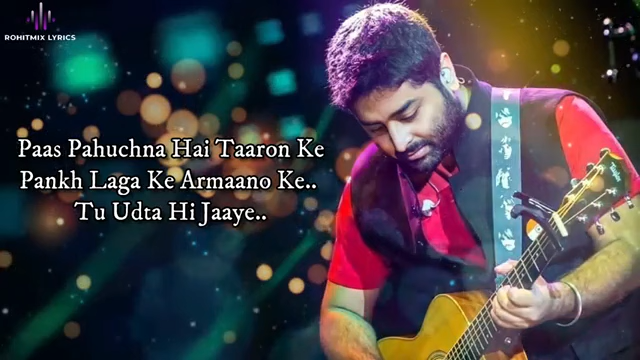 ROHITMIX LYRICS
Paas Pahuchna Hai Taaron Ke
Pankh Laga Ke Armaano Ke..
Tu Udta Hi Jaaye..